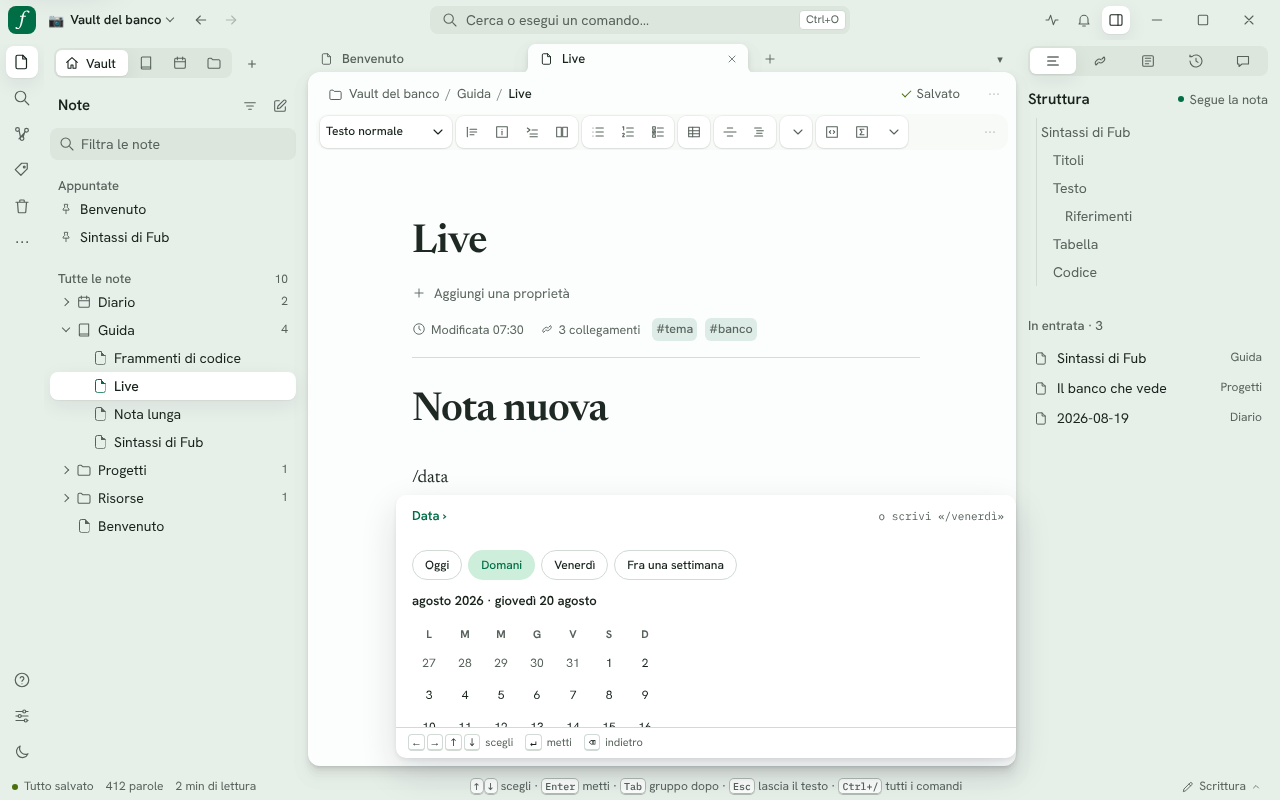 f Vault del banco
Cerca o esegui un comando… Ctrl+O
Vault
Note
Filtra le note
Appuntate
Benvenuto
Sintassi di Fub
Tutte le note 10
Diario 2
Guida 4
Frammenti di codice
Live
Nota lunga
Sintassi di Fub
Progetti 1
Risorse 1
Benvenuto
Benvenuto
Live
Vault del banco / Guida / Live
Salvato
Testo normale
Live
Aggiungi una proprietà
Modificata 07:30 3 collegamenti #tema #banco
Nota nuova
/data
Data › o scrivi «/venerdì»
Oggi Domani Venerdì Fra una settimana
agosto 2026 · giovedì 20 agosto
L M M G V S D
27 28 29 30 31 1 2
3 4 5 6 7 8 9
10 11 12 13 14 15 16
← → ↑ ↓ scegli ↵ metti ⌫ indietro
Struttura Segue la nota
Sintassi di Fub
Titoli
Testo
Riferimenti
Tabella
Codice
In entrata · 3
Sintassi di Fub Guida
Il banco che vede Progetti
2026-08-19 Diario
Tutto salvato 412 parole 2 min di lettura
↑ ↓ scegli · Enter metti · Tab gruppo dopo · Esc lascia il testo · Ctrl+/ tutti i comandi
Scrittura